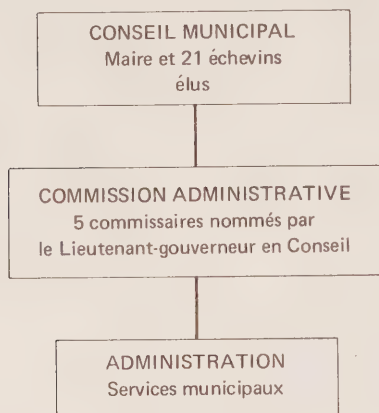 CONSEIL MUNICIPAL
Maire et 21 échevins
élus
COMMISSION ADMINISTRATIVE
5 commissaires nommés par
le Lieutenant-gouverneur en Conseil
ADMINISTRATION
Services municipaux